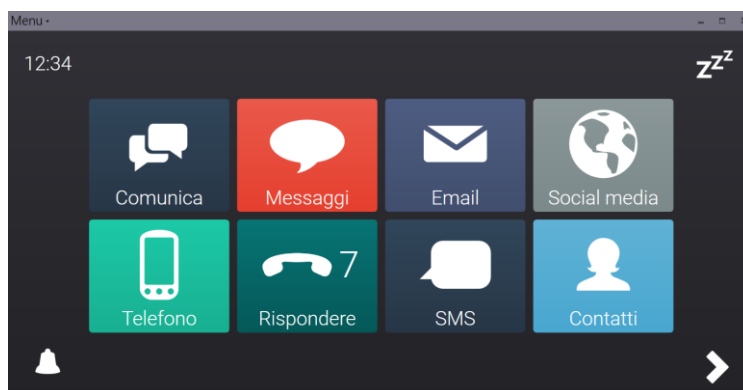 Menu
12:34
zzz
Comunica
Messaggi
Email
Social media
Telefono
7
Rispondere
SMS
Contatti